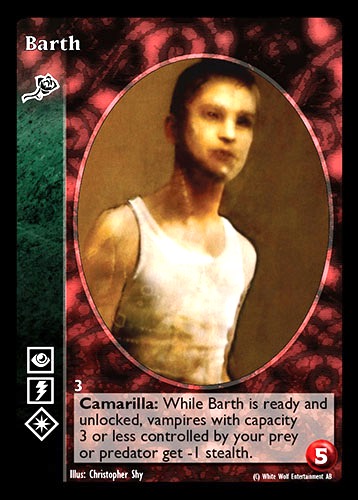 Barth
3
Camarilla: While Barth is ready and
unlocked, vampires with capacity
3 or less controlled by your prey
or predator get -1 stealth.
5
Illus: Christopher Shy
(C) White Wolf Entertainment AB